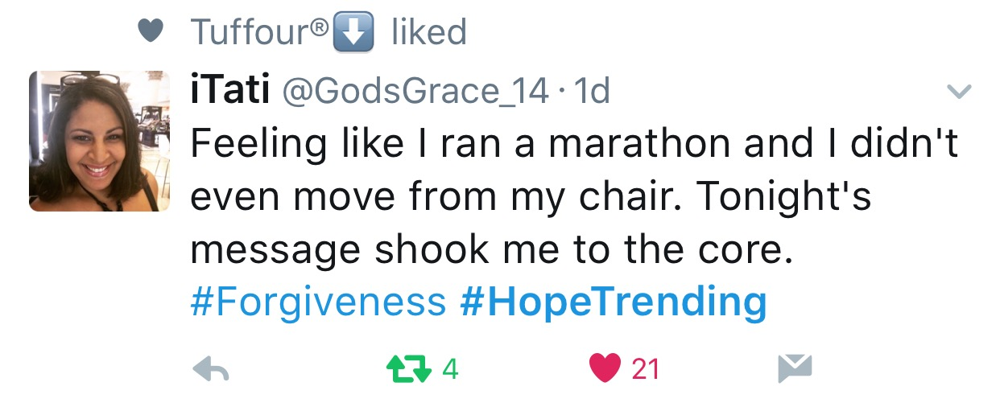 Tuffour®⬇️ liked
iTati @GodsGrace_14 · 1d
Feeling like I ran a marathon and I didn't
even move from my chair. Tonight's
message shook me to the core.
#Forgiveness #HopeTrending
4 21